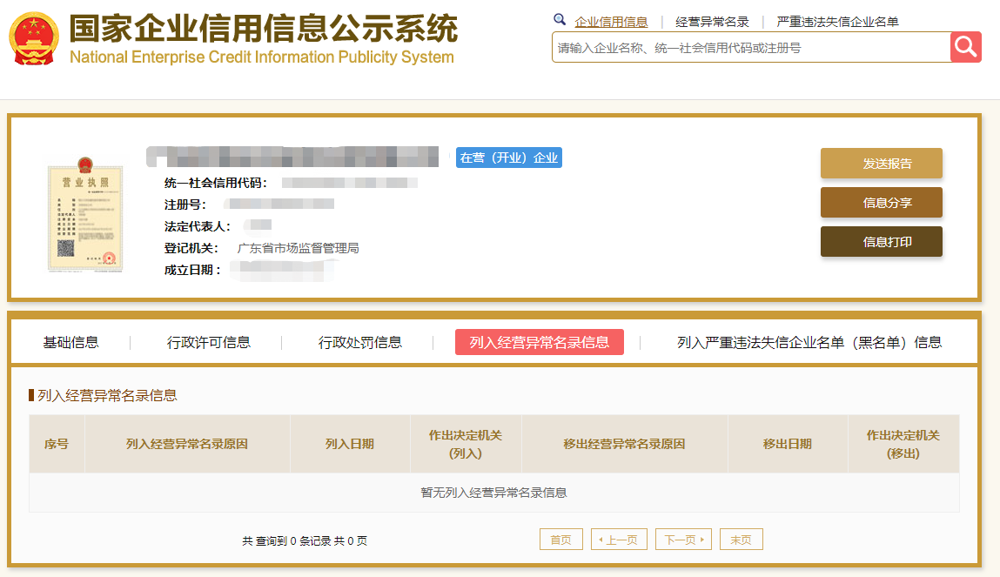 国家企业信用信息公示系统
National Enterprise Credit Information Publicity System
企业信用信息 | 经营异常名录 | 严重违法失信企业名单
请输入企业名称、统一社会信用代码或注册号
营业执照
在营（开业）企业
统一社会信用代码：
注册号：
法定代表人：
登记机关： 广东省市场监督管理局
成立日期：
发送报告
信息分享
信息打印
基础信息 | 行政许可信息 | 行政处罚信息 | 列入经营异常名录信息 | 列入严重违法失信企业名单（黑名单）信息
列入经营异常名录信息
序号 列入经营异常名录原因 列入日期 作出决定机关(列入) 移出经营异常名录原因 移出日期 作出决定机关(移出)
暂无列入经营异常名录信息
共 查询到 0 条记录 共 0 页 首页 上一页 下一页 末页